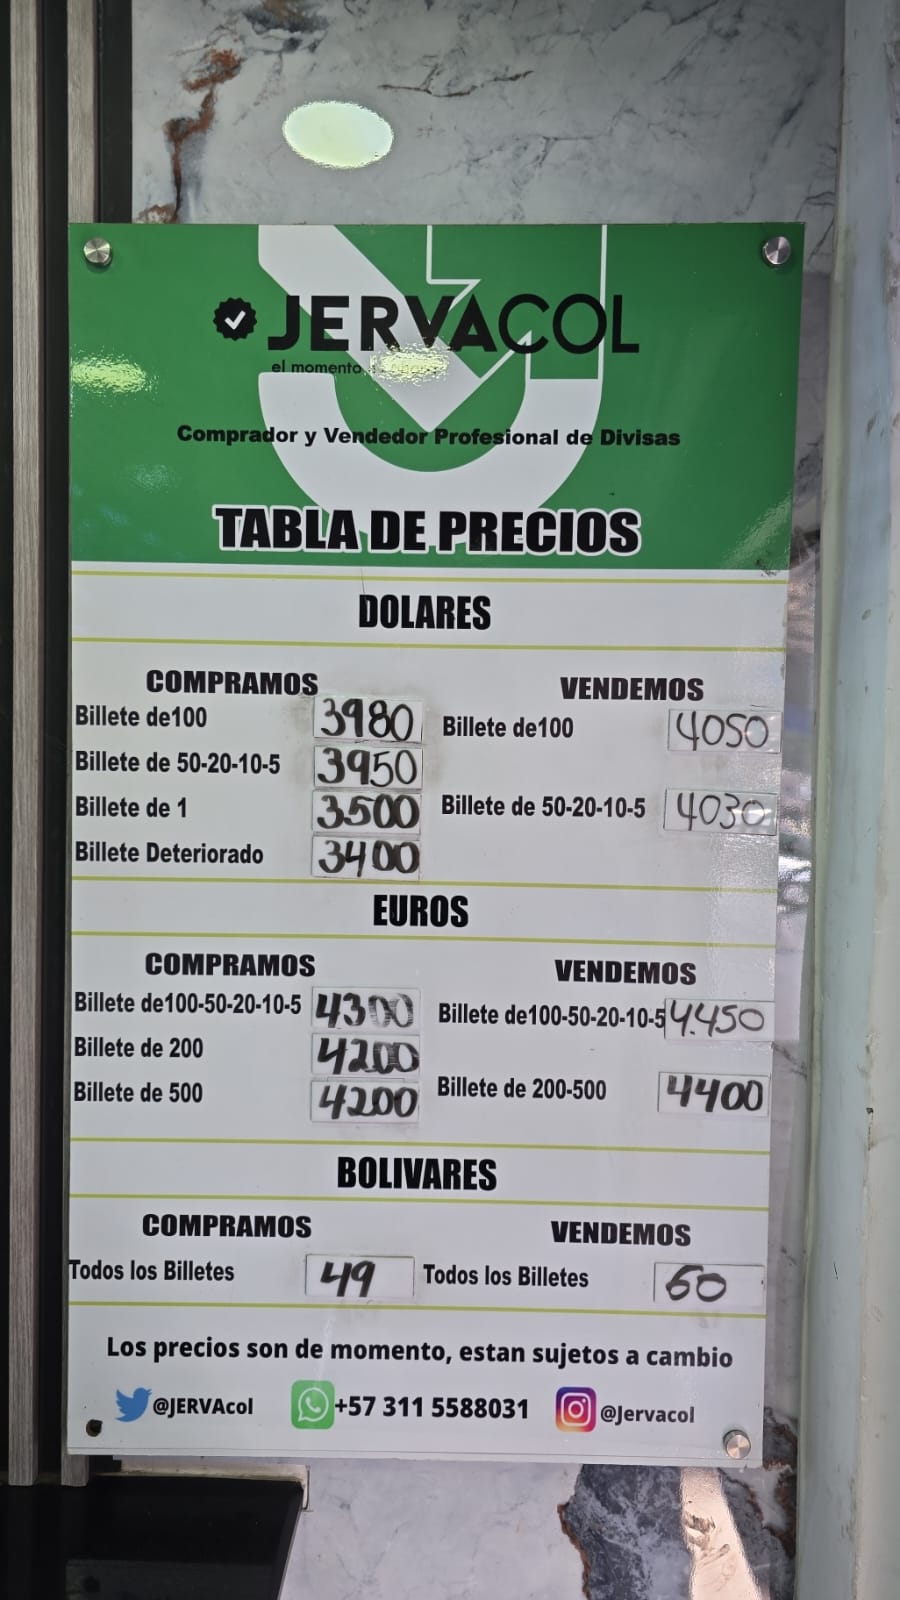 JERVACOL
el momento
Comprador y Vendedor Profesional de Divisas
TABLA DE PRECIOS
DOLARES
COMPRAMOS VENDEMOS
Billete de100 3980 Billete de100 4050
Billete de 50-20-10-5 3950
Billete de 1 3500 Billete de 50-20-10-5 4030
Billete Deteriorado 3400
EUROS
COMPRAMOS VENDEMOS
Billete de100-50-20-10-5 4300 Billete de100-50-20-10-5 4.450
Billete de 200 4200
Billete de 500 4200 Billete de 200-500 4400
BOLIVARES
COMPRAMOS VENDEMOS
Todos los Billetes 49 Todos los Billetes 60
Los precios son de momento, estan sujetos a cambio
@JERVAcol +57 311 5588031 @Jervacol